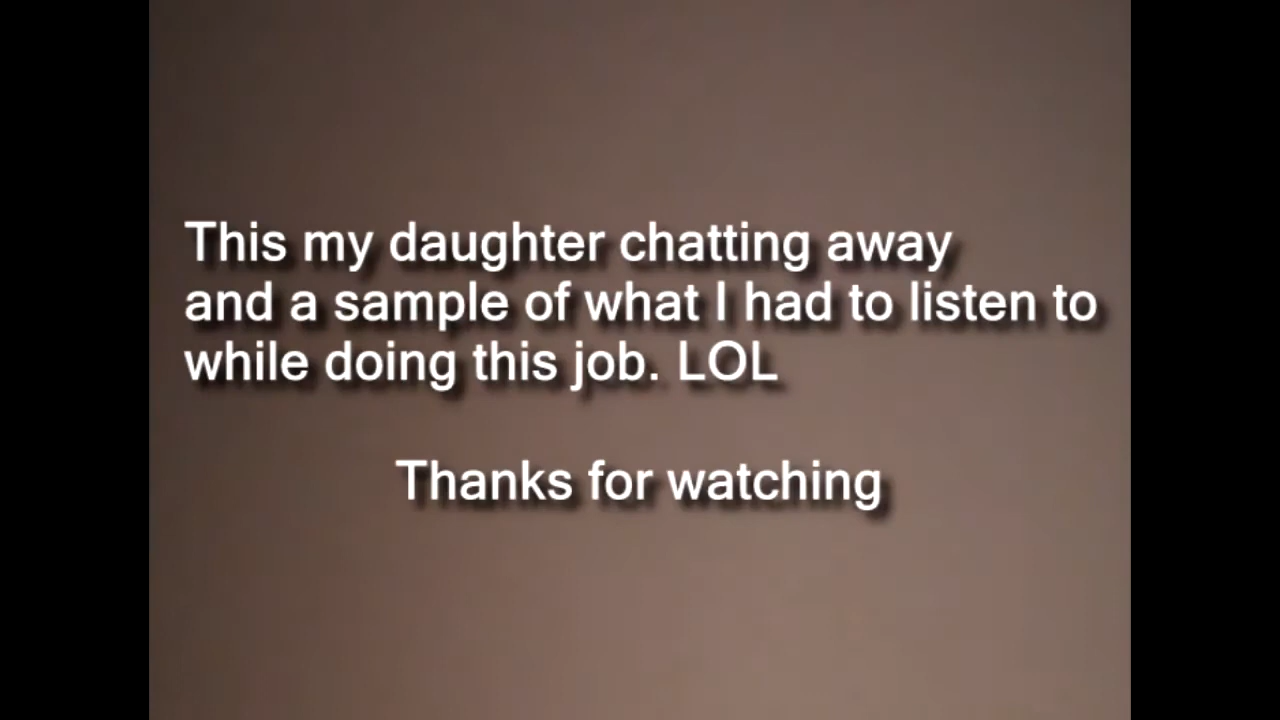 This my daughter chatting away
and a sample of what I had to listen to
while doing this job. LOL
Thanks for watching